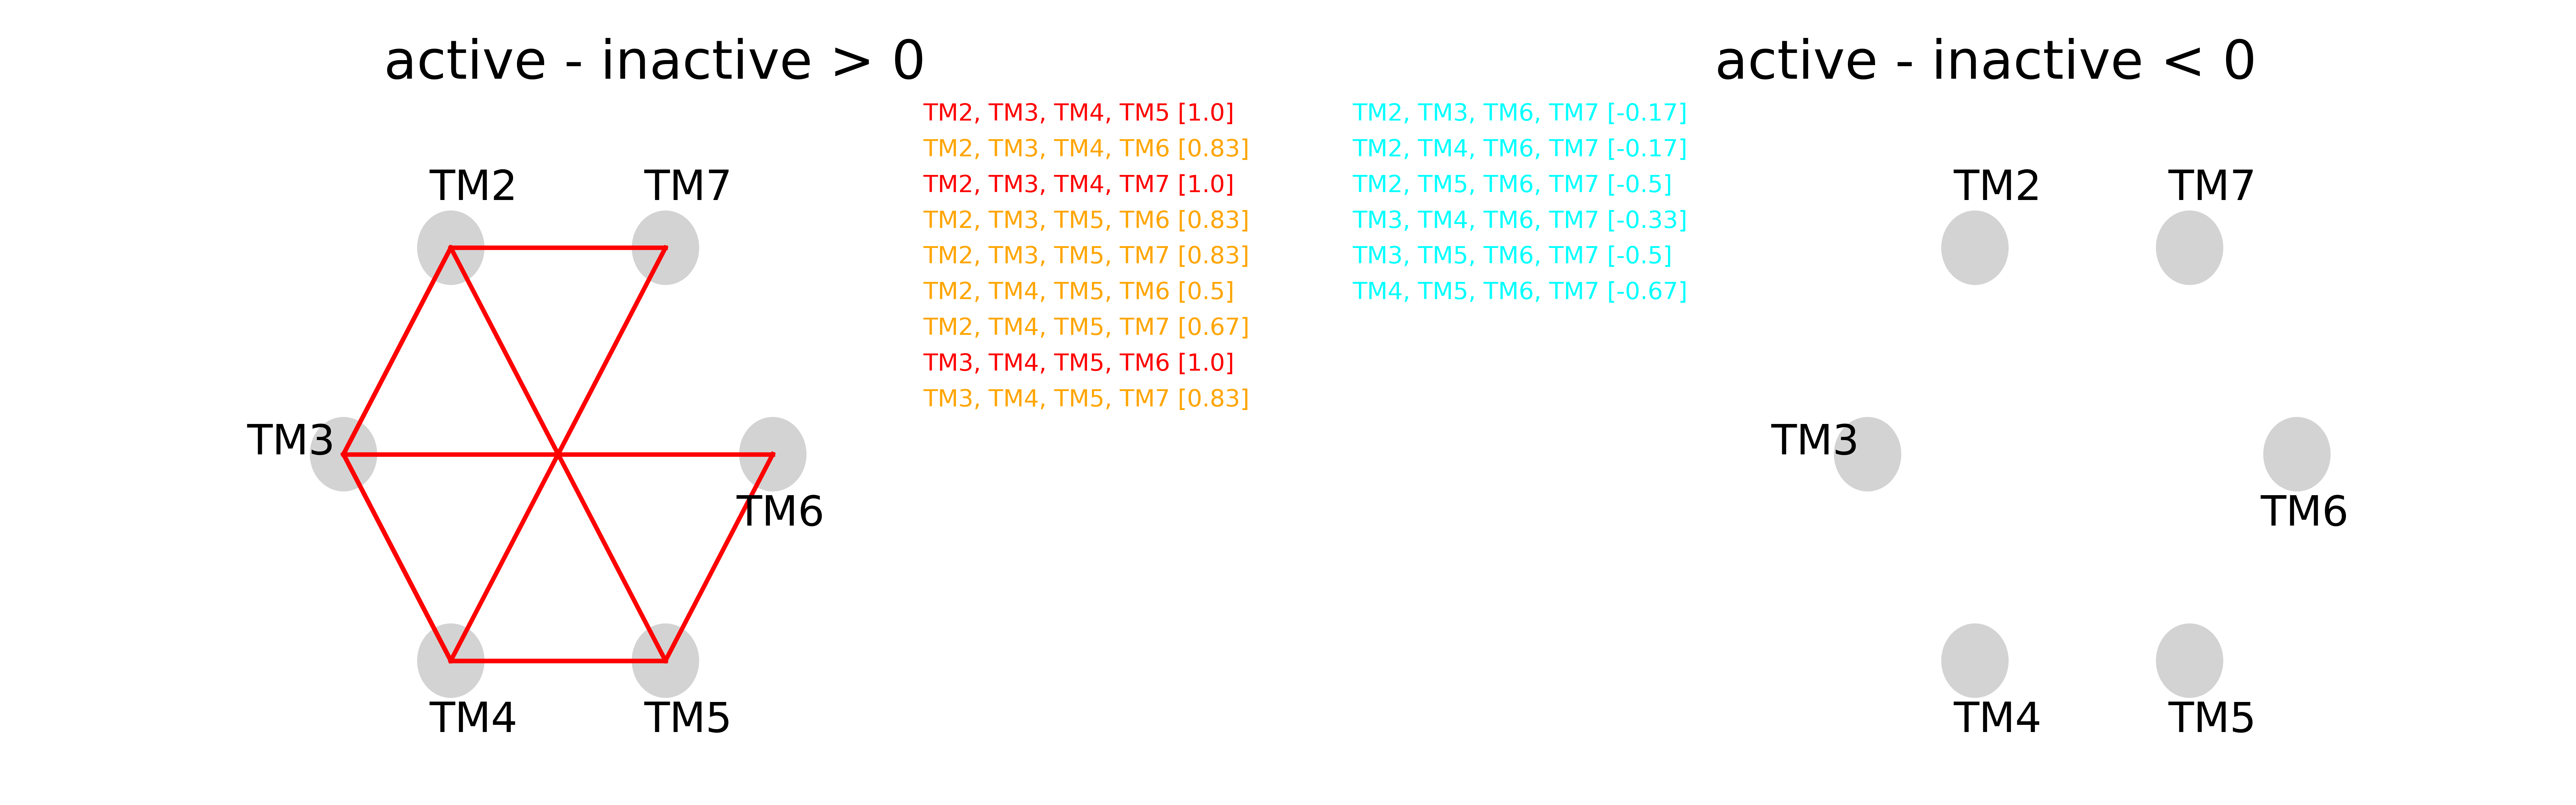 active - inactive > 0
TM2
TM7
TM3
TM6
TM4
TM5
TM2, TM3, TM4, TM5 [1.0]
TM2, TM3, TM4, TM6 [0.83]
TM2, TM3, TM4, TM7 [1.0]
TM2, TM3, TM5, TM6 [0.83]
TM2, TM3, TM5, TM7 [0.83]
TM2, TM4, TM5, TM6 [0.5]
TM2, TM4, TM5, TM7 [0.67]
TM3, TM4, TM5, TM6 [1.0]
TM3, TM4, TM5, TM7 [0.83]
active - inactive < 0
TM2, TM3, TM6, TM7 [-0.17]
TM2, TM4, TM6, TM7 [-0.17]
TM2, TM5, TM6, TM7 [-0.5]
TM3, TM4, TM6, TM7 [-0.33]
TM3, TM5, TM6, TM7 [-0.5]
TM4, TM5, TM6, TM7 [-0.67]
TM2
TM7
TM3
TM6
TM4
TM5